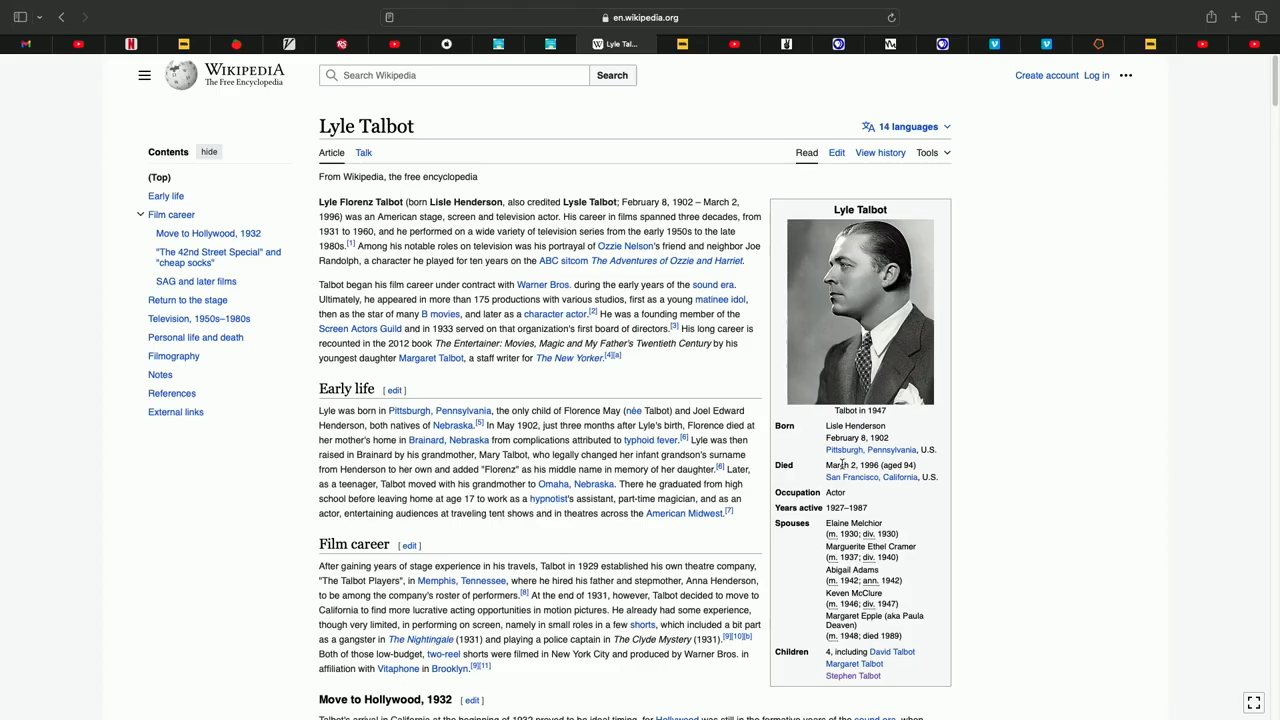 en.wikipedia.org
W Lyle Tal...
WIKIPEDIA
The Free Encyclopedia
Search Wikipedia
Search
Create account Log in
Lyle Talbot
14 languages
Article Talk
Read Edit View history Tools
From Wikipedia, the free encyclopedia
Contents hide
(Top)
Early life
Film career
Move to Hollywood, 1932
"The 42nd Street Special" and
"cheap socks"
SAG and later films
Return to the stage
Television, 1950s–1980s
Personal life and death
Filmography
Notes
References
External links
Lyle Florenz Talbot (born Lisle Henderson, also credited Lysle Talbot; February 8, 1902 – March 2,
1996) was an American stage, screen and television actor. His career in films spanned three decades, from
1931 to 1960, and he performed on a wide variety of television series from the early 1950s to the late
1980s.[1] Among his notable roles on television was his portrayal of Ozzie Nelson's friend and neighbor Joe
Randolph, a character he played for ten years on the ABC sitcom The Adventures of Ozzie and Harriet.
Talbot began his film career under contract with Warner Bros. during the early years of the sound era.
Ultimately, he appeared in more than 175 productions with various studios, first as a young matinee idol,
then as the star of many B movies, and later as a character actor.[2] He was a founding member of the
Screen Actors Guild and in 1933 served on that organization's first board of directors.[3] His long career is
recounted in the 2012 book The Entertainer: Movies, Magic and My Father's Twentieth Century by his
youngest daughter Margaret Talbot, a staff writer for The New Yorker.[4][a]
Early life [ edit ]
Lyle was born in Pittsburgh, Pennsylvania, the only child of Florence May (née Talbot) and Joel Edward
Henderson, both natives of Nebraska.[5] In May 1902, just three months after Lyle's birth, Florence died at
her mother's home in Brainard, Nebraska from complications attributed to typhoid fever.[6] Lyle was then
raised in Brainard by his grandmother, Mary Talbot, who legally changed her infant grandson's surname
from Henderson to her own and added "Florenz" as his middle name in memory of her daughter.[6] Later,
as a teenager, Talbot moved with his grandmother to Omaha, Nebraska. There he graduated from high
school before leaving home at age 17 to work as a hypnotist's assistant, part-time magician, and as an
actor, entertaining audiences at traveling tent shows and in theatres across the American Midwest.[7]
Film career [ edit ]
After gaining years of stage experience in his travels, Talbot in 1929 established his own theatre company,
"The Talbot Players", in Memphis, Tennessee, where he hired his father and stepmother, Anna Henderson,
to be among the company's roster of performers.[8] At the end of 1931, however, Talbot decided to move to
California to find more lucrative acting opportunities in motion pictures. He already had some experience,
though very limited, in performing on screen, namely in small roles in a few shorts, which included a bit part
as a gangster in The Nightingale (1931) and playing a police captain in The Clyde Mystery (1931).[9][10][b]
Both of those low-budget, two-reel shorts were filmed in New York City and produced by Warner Bros. in
affiliation with Vitaphone in Brooklyn.[9][11]
Move to Hollywood, 1932 [ edit ]
Talbot's arrival in California at the beginning of 1932 proved to be ideal timing, for Hollywood was still in the formative years of the sound era, when
Lyle Talbot
Talbot in 1947
Born Lisle Henderson
February 8, 1902
Pittsburgh, Pennsylvania, U.S.
Died March 2, 1996 (aged 94)
San Francisco, California, U.S.
Occupation Actor
Years active 1927–1987
Spouses Elaine Melchior
(m. 1930; div. 1930)
Marguerite Ethel Cramer
(m. 1937; div. 1940)
Abigail Adams
(m. 1942; ann. 1942)
Keven McClure
(m. 1946; div. 1947)
Margaret Epple (aka Paula
Deaven)
(m. 1948; died 1989)
Children 4, including David Talbot
Margaret Talbot
Stephen Talbot